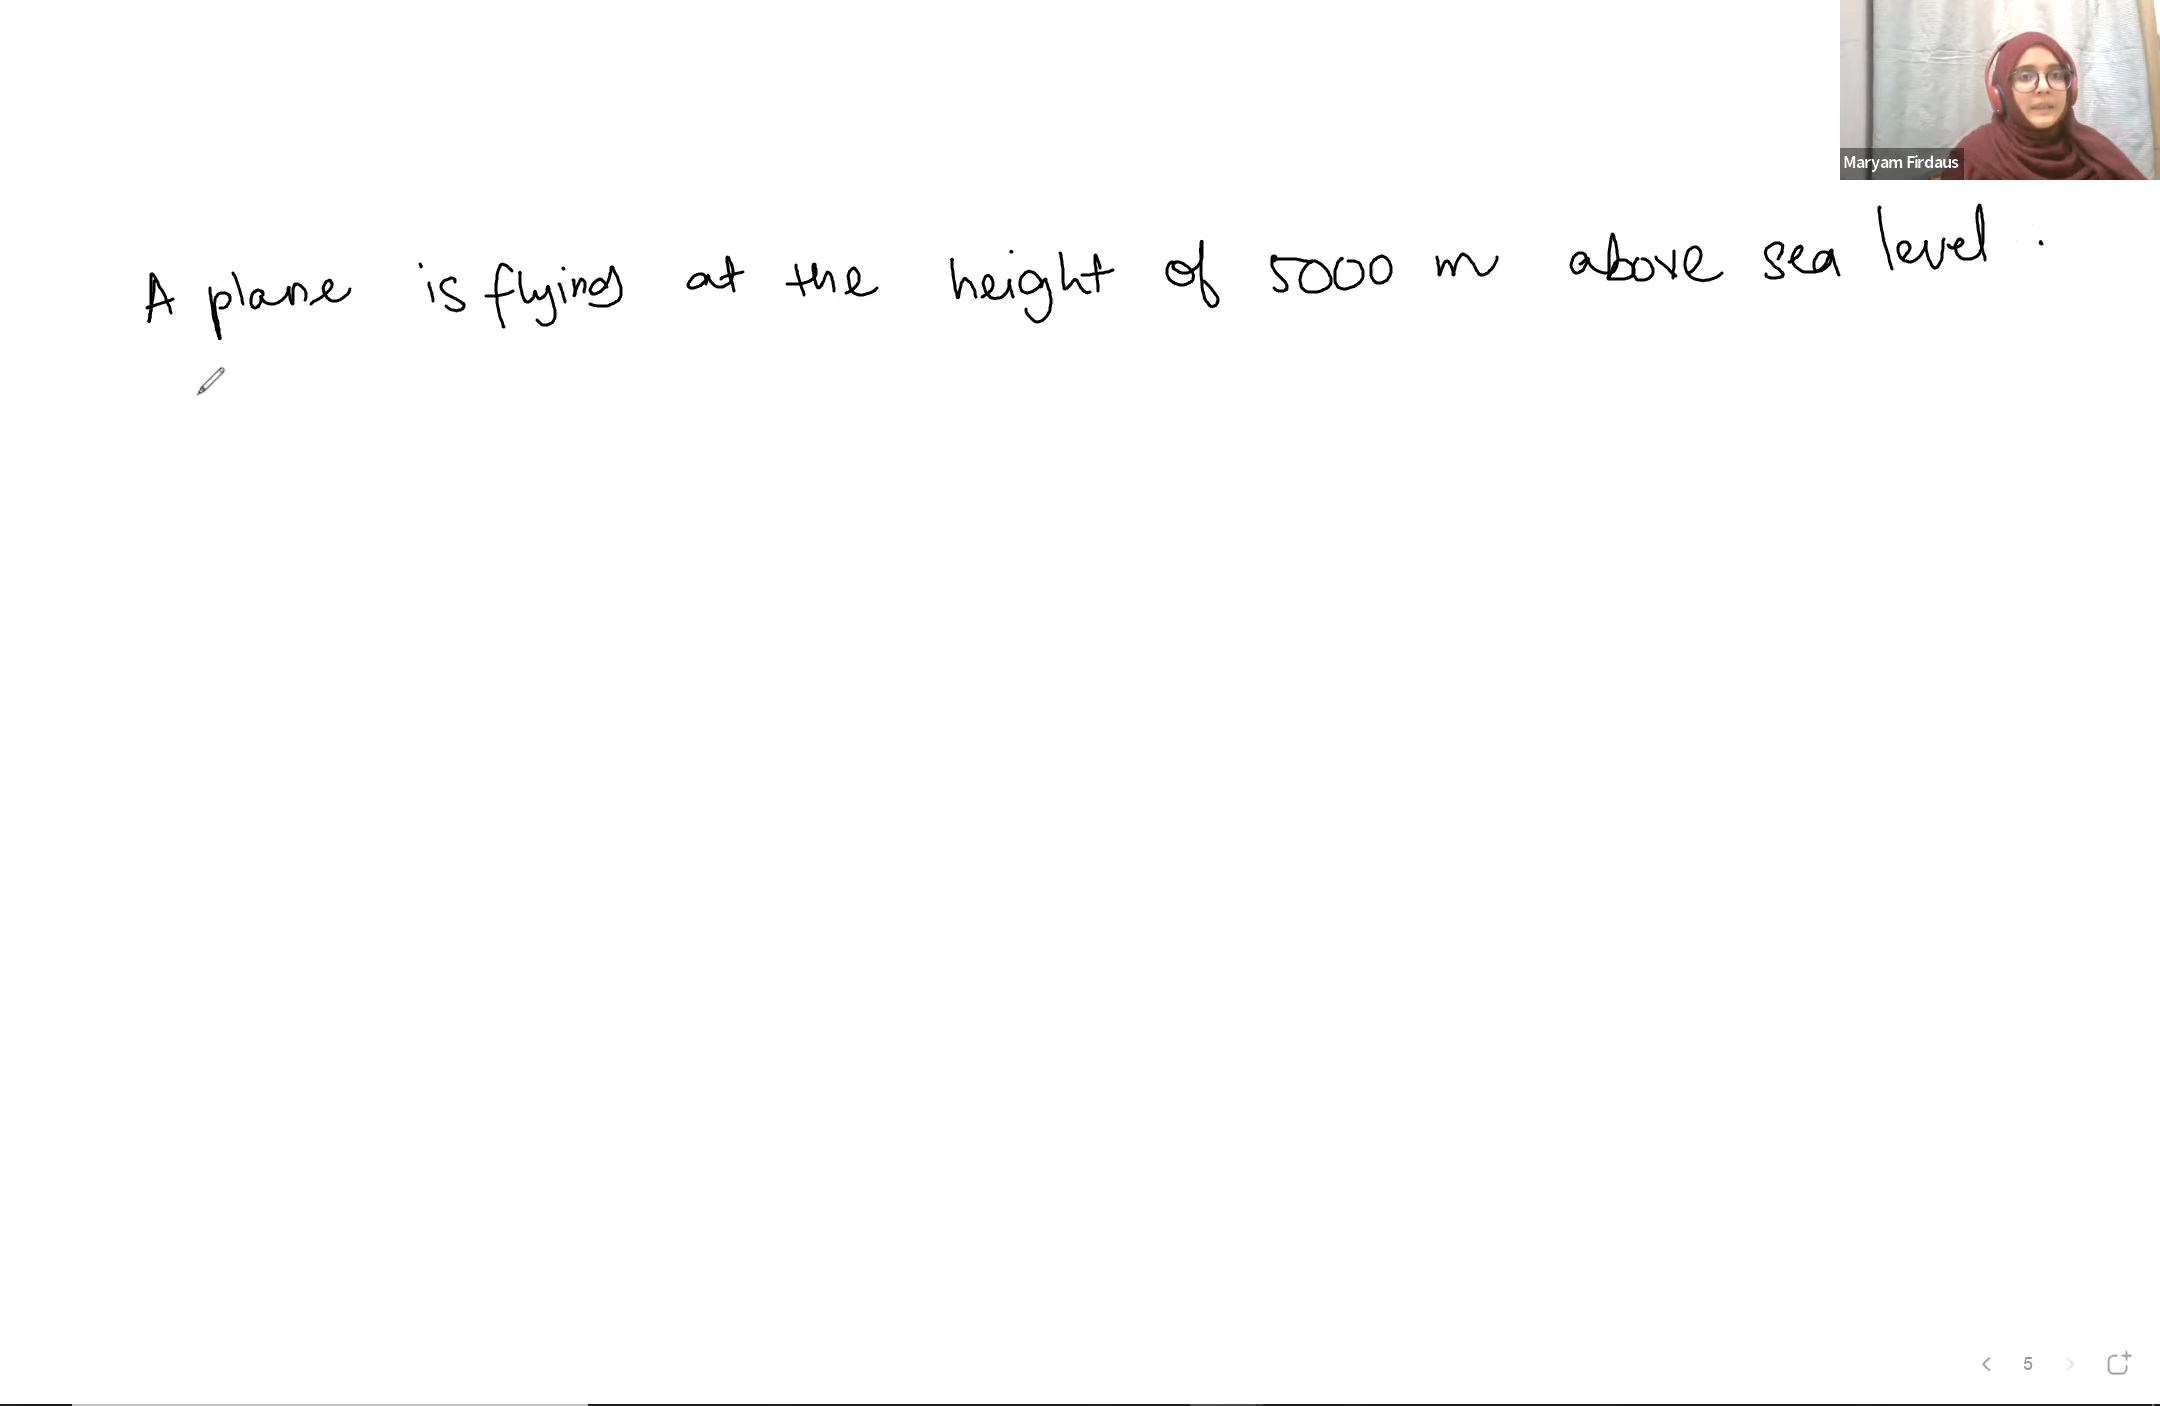 Maryam Firdaus
A plane is flying at the height of 5000 m above sea level.
5